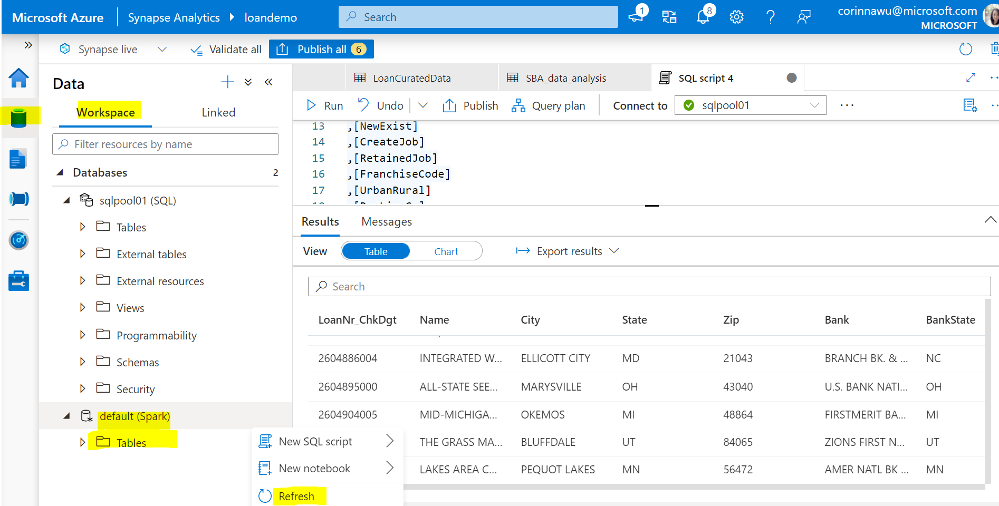 Microsoft Azure
Synapse Analytics
loandemo
Search
1
8
corinnawu@microsoft.com
MICROSOFT
Synapse live
Validate all
Publish all 6
Data
Workspace
Linked
Filter resources by name
Databases 2
sqlpool01 (SQL)
Tables
External tables
External resources
Views
Programmability
Schemas
Security
default (Spark)
Tables
New SQL script
New notebook
Refresh
LoanCuratedData
SBA_data_analysis
SQL script 4
Run
Undo
Publish
Query plan
Connect to
sqlpool01
13 ,[NewExist]
14 ,[CreateJob]
15 ,[RetainedJob]
16 ,[FranchiseCode]
17 ,[UrbanRural]
Results
Messages
View
Table
Chart
Export results
Search
LoanNr_ChkDgt Name City State Zip Bank BankState
2604886004 INTEGRATED W... ELLICOTT CITY MD 21043 BRANCH BK. & ... NC
2604895000 ALL-STATE SEE... MARYSVILLE OH 43040 U.S. BANK NATI... OH
2604904005 MID-MICHIGA... OKEMOS MI 48864 FIRSTMERIT BA... MI
THE GRASS MA... BLUFFDALE UT 84065 ZIONS FIRST N... UT
LAKES AREA C... PEQUOT LAKES MN 56472 AMER NATL BK ... MN